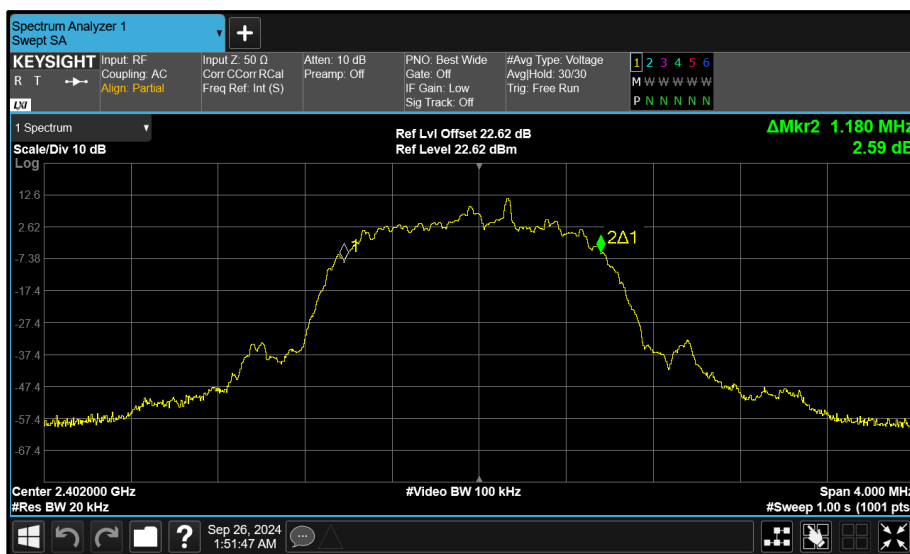 Spectrum Analyzer 1
Swept SA
KEYSIGHT
R T
LXI
Input: RF
Coupling: AC
Align: Partial
Input Z: 50 Ω
Corr CCorr RCal
Freq Ref: Int (S)
Atten: 10 dB
Preamp: Off
PNO: Best Wide
Gate: Off
IF Gain: Low
Sig Track: Off
#Avg Type: Voltage
Avg|Hold: 30/30
Trig: Free Run
1 2 3 4 5 6
M W W W W W
P N N N N N
1 Spectrum
Scale/Div 10 dB
Ref Lvl Offset 22.62 dB
Ref Level 22.62 dBm
ΔMkr2 1.180 MHz
2.59 dB
Log
12.6
2.62
-7.38
-17.4
-27.4
-37.4
-47.4
-57.4
-67.4
1
2Δ1
Center 2.402000 GHz
#Res BW 20 kHz
#Video BW 100 kHz
Span 4.000 MHz
#Sweep 1.00 s (1001 pts
?
Sep 26, 2024
1:51:47 AM